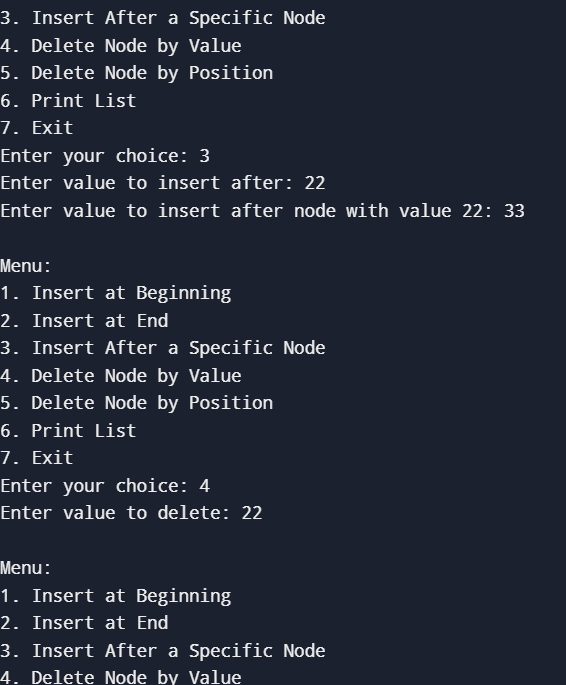 3. Insert After a Specific Node
4. Delete Node by Value
5. Delete Node by Position
6. Print List
7. Exit
Enter your choice: 3
Enter value to insert after: 22
Enter value to insert after node with value 22: 33

Menu:
1. Insert at Beginning
2. Insert at End
3. Insert After a Specific Node
4. Delete Node by Value
5. Delete Node by Position
6. Print List
7. Exit
Enter your choice: 4
Enter value to delete: 22

Menu:
1. Insert at Beginning
2. Insert at End
3. Insert After a Specific Node
4. Delete Node by Value